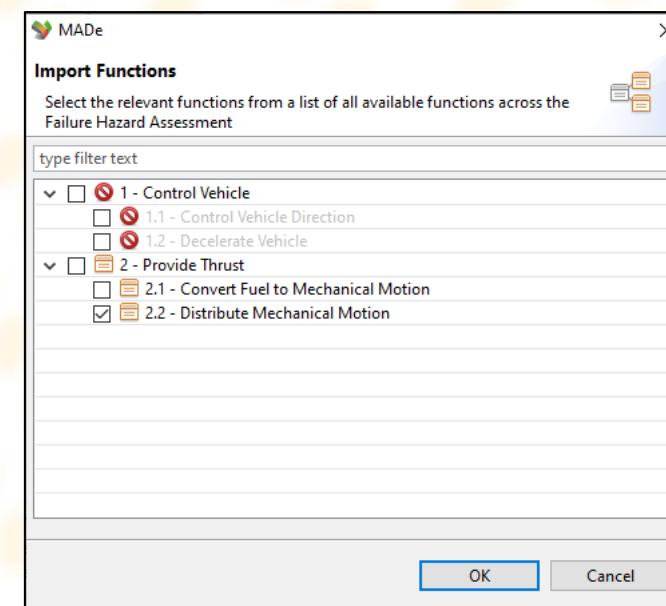 MADe
Import Functions
Select the relevant functions from a list of all available functions across the
Failure Hazard Assessment
type filter text
1 - Control Vehicle
1.1 - Control Vehicle Direction
1.2 - Decelerate Vehicle
2 - Provide Thrust
2.1 - Convert Fuel to Mechanical Motion
2.2 - Distribute Mechanical Motion
OK Cancel